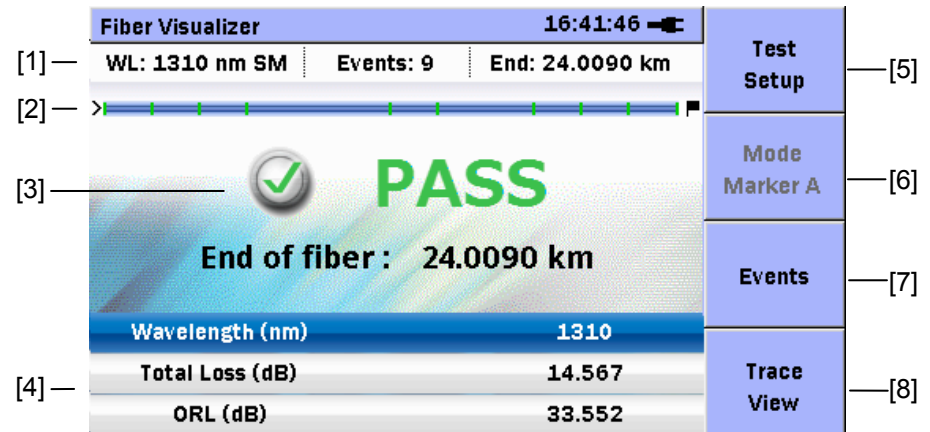 Fiber Visualizer 16:41:46
[1] WL: 1310 nm SM Events: 9 End: 24.0090 km
[2]
[3] PASS
End of fiber : 24.0090 km
Wavelength (nm) 1310
[4] Total Loss (dB) 14.567
ORL (dB) 33.552
Test
Setup
[5]
Mode
Marker A
[6]
Events
[7]
Trace
View
[8]